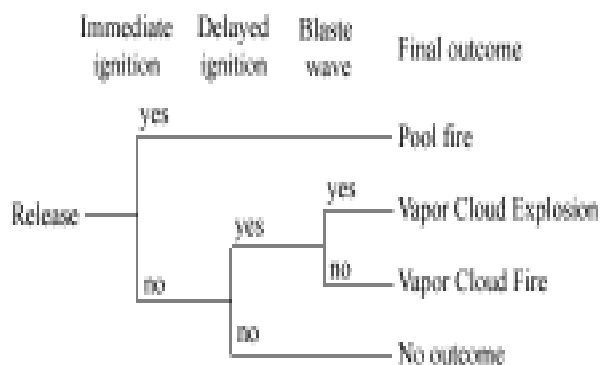 Immediate ignition
Delayed ignition
Blaste wave
Final outcome
yes
Pool fire
Release
yes
Vapor Cloud Explosion
yes
no
Vapor Cloud Fire
no
no
No outcome